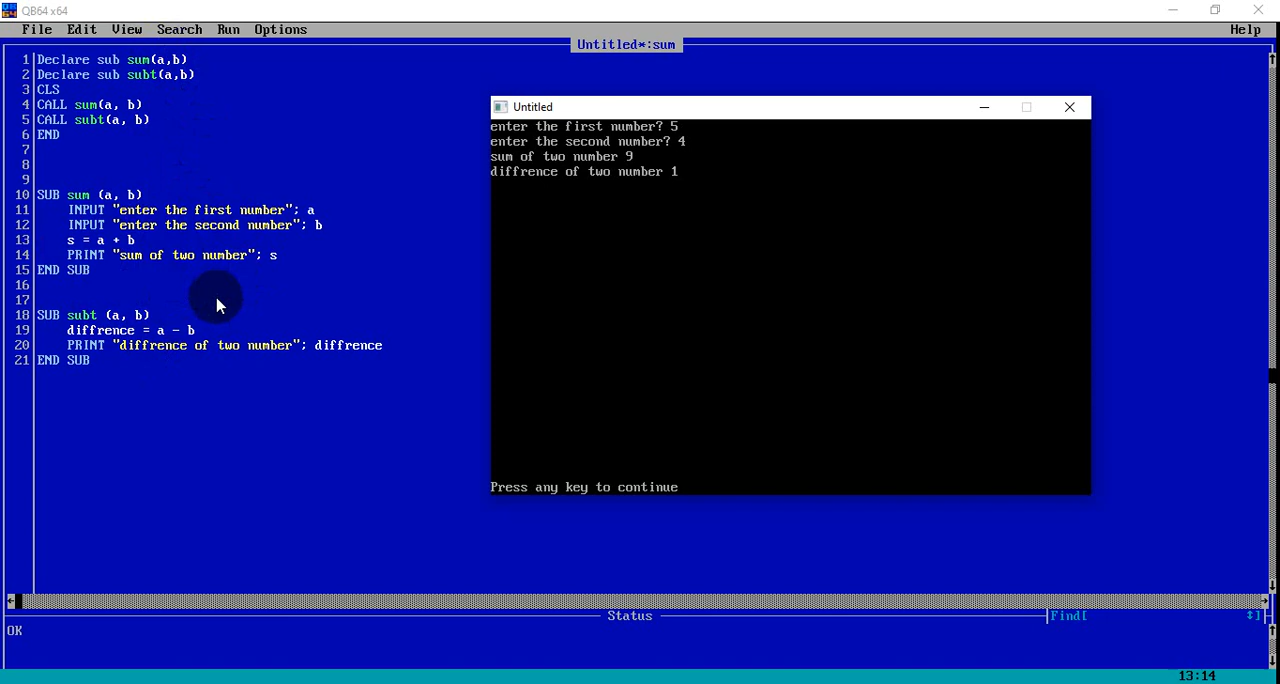 QB64 x64
File Edit View Search Run Options Help
Untitled*:sum
1 Declare sub sum(a,b)
2 Declare sub subt(a,b)
3 CLS
4 CALL sum(a, b)
5 CALL subt(a, b)
6 END
7
8
9
10 SUB sum (a, b)
11 INPUT "enter the first number"; a
12 INPUT "enter the second number"; b
13 s = a + b
14 PRINT "sum of two number"; s
15 END SUB
16
17
18 SUB subt (a, b)
19 diffrence = a - b
20 PRINT "diffrence of two number"; diffrence
21 END SUB
Untitled
enter the first number? 5
enter the second number? 4
sum of two number 9
diffrence of two number 1
Press any key to continue
Status
Find[ ↕]
OK
13:14